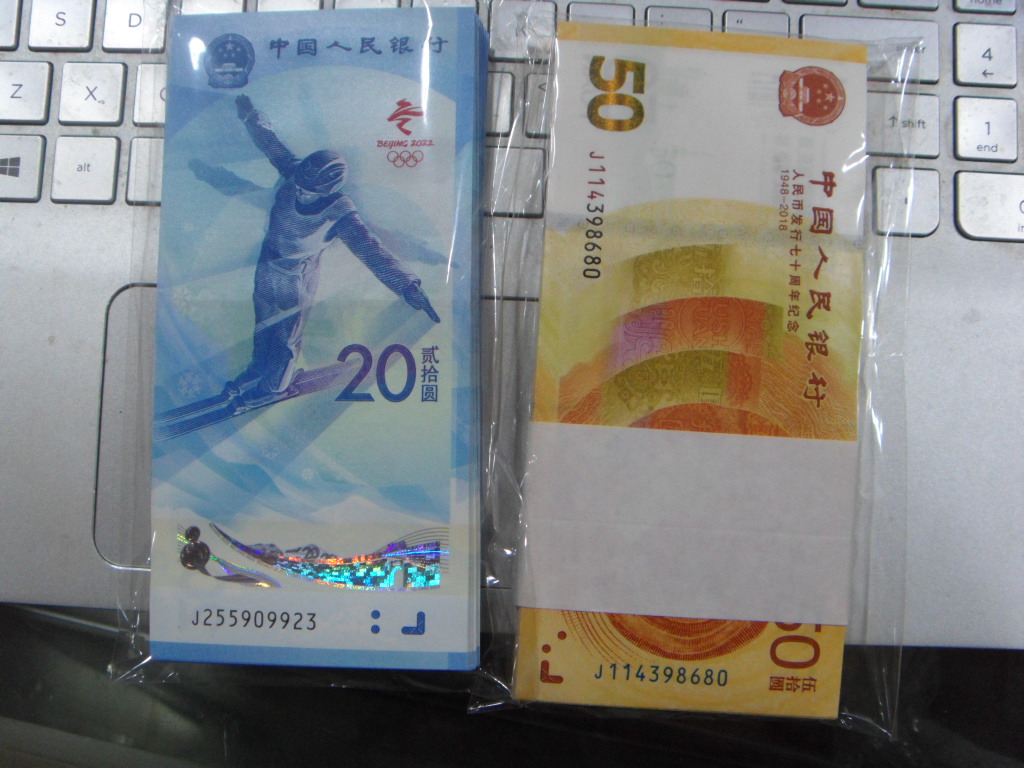 S
D
Z
X
alt
中国人民银行
BEIJING 2022
20
贰拾圆
J255909923
50
J114398680
中国人民银行
人民币发行七十周年纪念
1948-2018
50
伍拾圆
J114398680
home
4
←
↑ shift
1
end